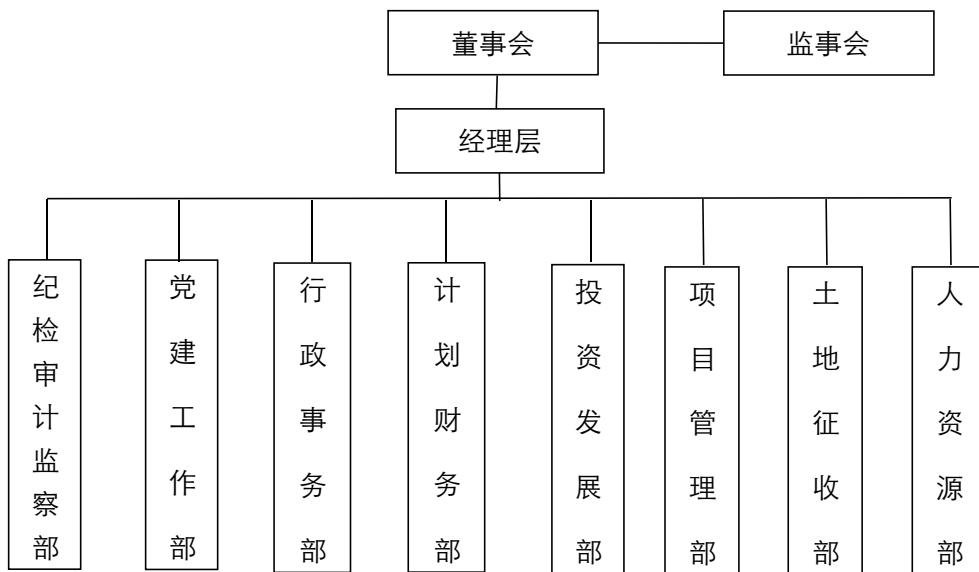 董事会
监事会
经理层
纪检审计监察部
党建工作部
行政事务部
计划财务部
投资发展部
项目管理部
土地征收部
人力资源部